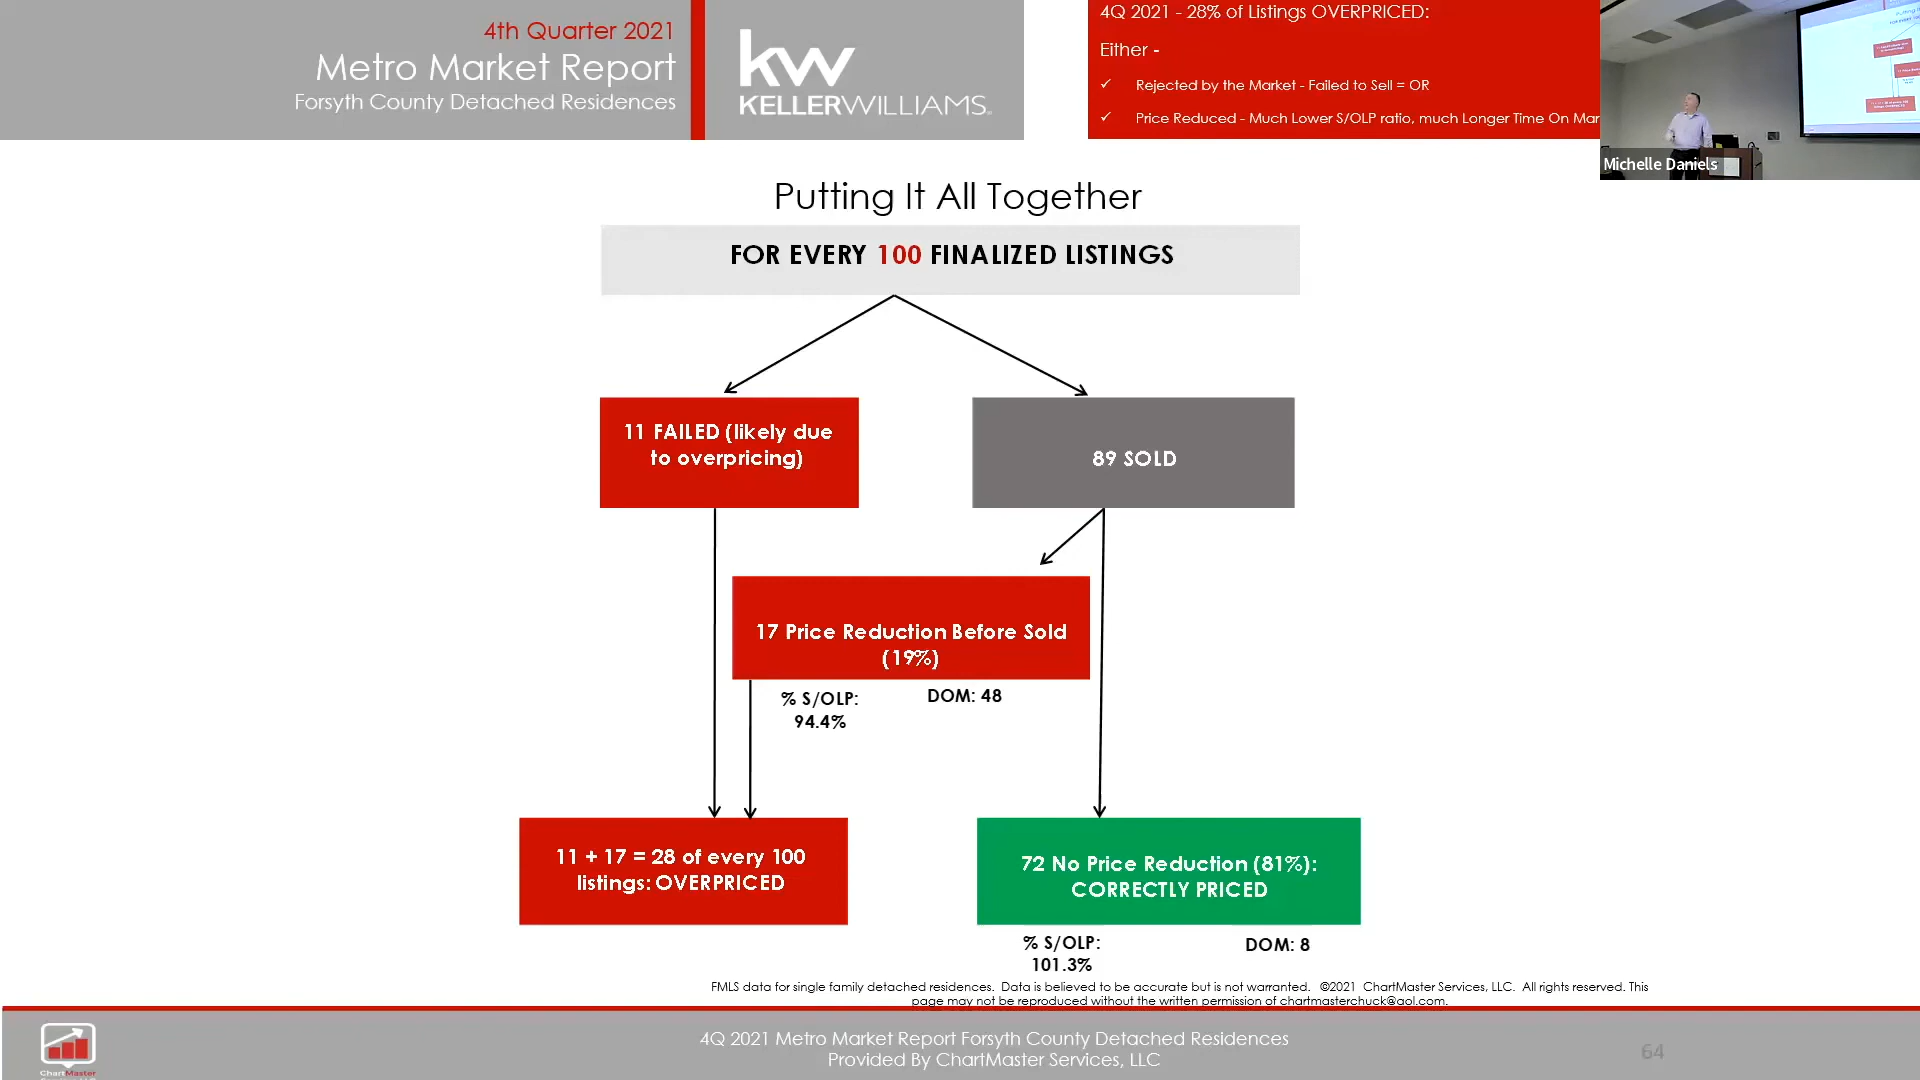 4th Quarter 2021
Metro Market Report
Forsyth County Detached Residences
kw
KELLERWILLIAMS.
4Q 2021 - 28% of Listings OVERPRICED:
Either -
✓ Rejected by the Market - Failed to Sell = OR
✓ Price Reduced - Much Lower S/OLP ratio, much Longer Time On Mar
Michelle Daniels
Putting It All Together
FOR EVERY 100 FINALIZED LISTINGS
11 FAILED (likely due
to overpricing)
89 SOLD
17 Price Reduction Before Sold
(19%)
% S/OLP:
94.4%
DOM: 48
11 + 17 = 28 of every 100
listings: OVERPRICED
72 No Price Reduction (81%):
CORRECTLY PRICED
% S/OLP:
101.3%
DOM: 8
FMLS data for single family detached residences. Data is believed to be accurate but is not warranted. ©2021 ChartMaster Services, LLC. All rights reserved. This
page may not be reproduced without the written permission of chartmasterchuck@aol.com.
4Q 2021 Metro Market Report Forsyth County Detached Residences
Provided By ChartMaster Services, LLC
64
ChartMaster